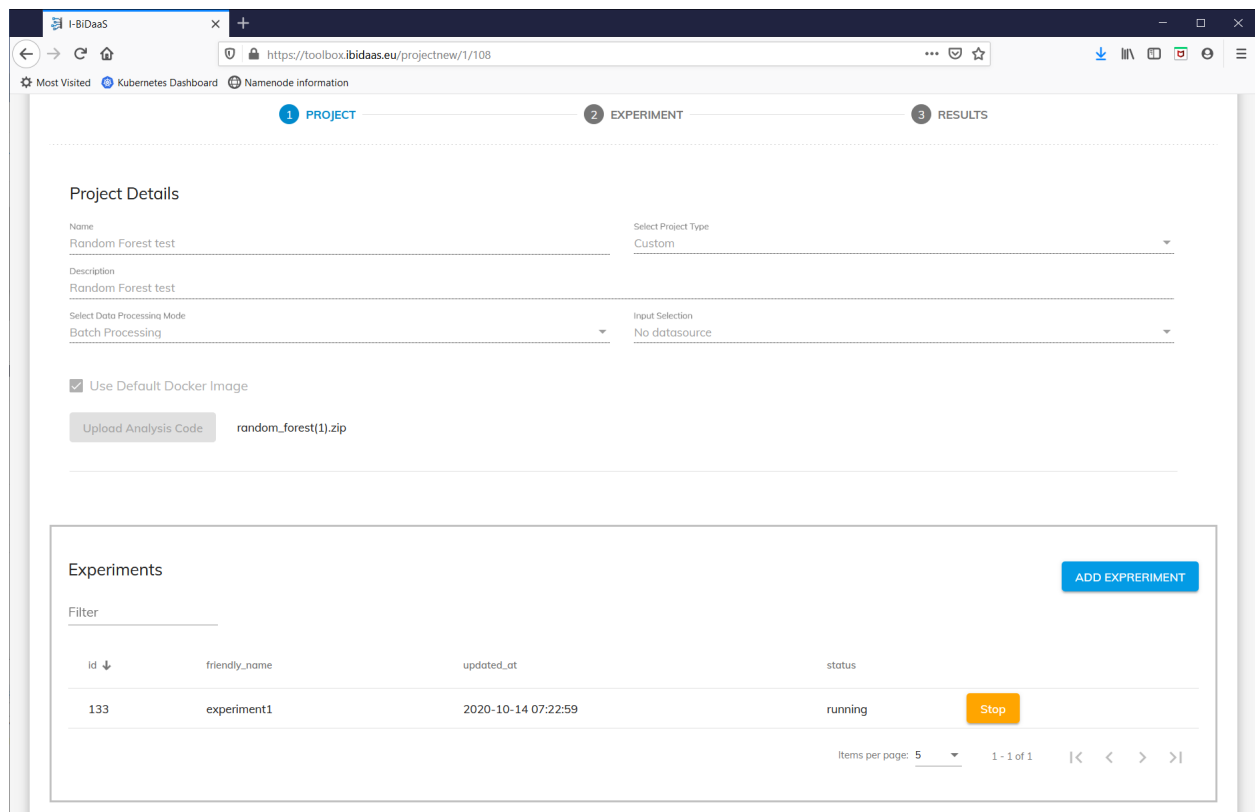 I-BiDaaS
https://toolbox.ibidaas.eu/projectnew/1/108
Most Visited Kubernetes Dashboard Namenode information
1 PROJECT 2 EXPERIMENT 3 RESULTS
Project Details
Name Select Project Type
Random Forest test Custom
Description
Random Forest test
Select Data Processing Mode Input Selection
Batch Processing No datasource
Use Default Docker Image
Upload Analysis Code random_forest(1).zip
Experiments
ADD EXPRERIMENT
Filter
id friendly_name updated_at status
133 experiment1 2020-10-14 07:22:59 running Stop
Items per page: 5 1 - 1 of 1